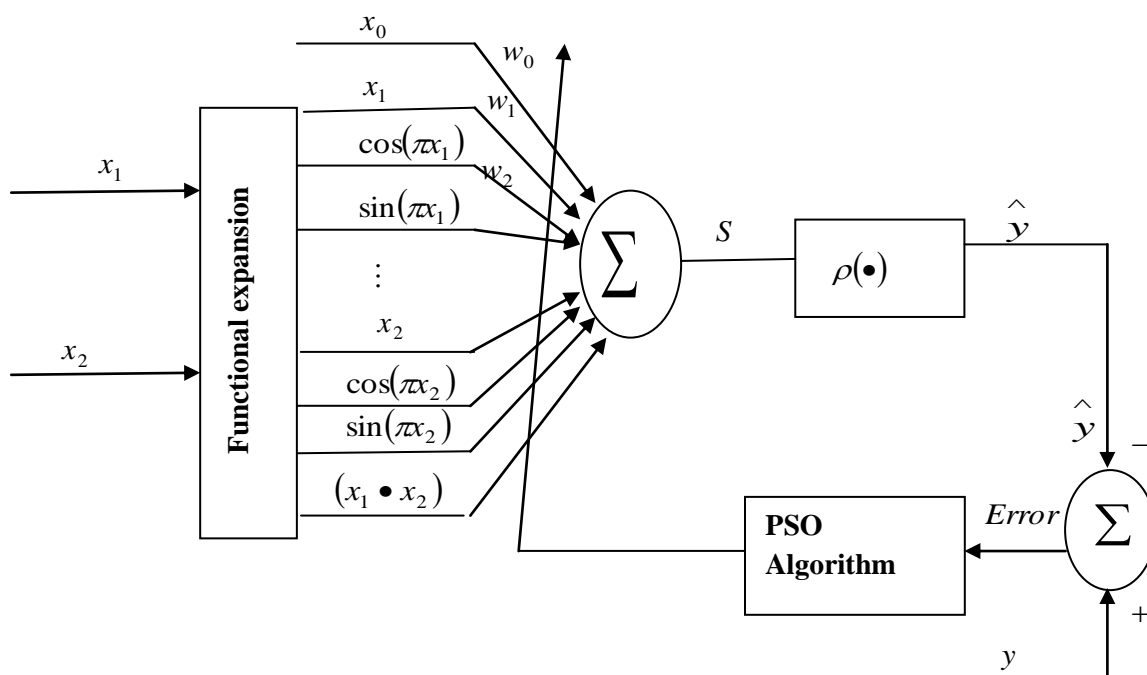 x₀
w₀
x₁
w₁
cos(πx₁)
x₁
w₂
sin(πx₁)
⋮
Functional expansion
∑
S
ρ(•)
ŷ
x₂
x₂
cos(πx₂)
sin(πx₂)
(x₁ • x₂)
ŷ
−
PSO
Algorithm
Error
∑
+
y